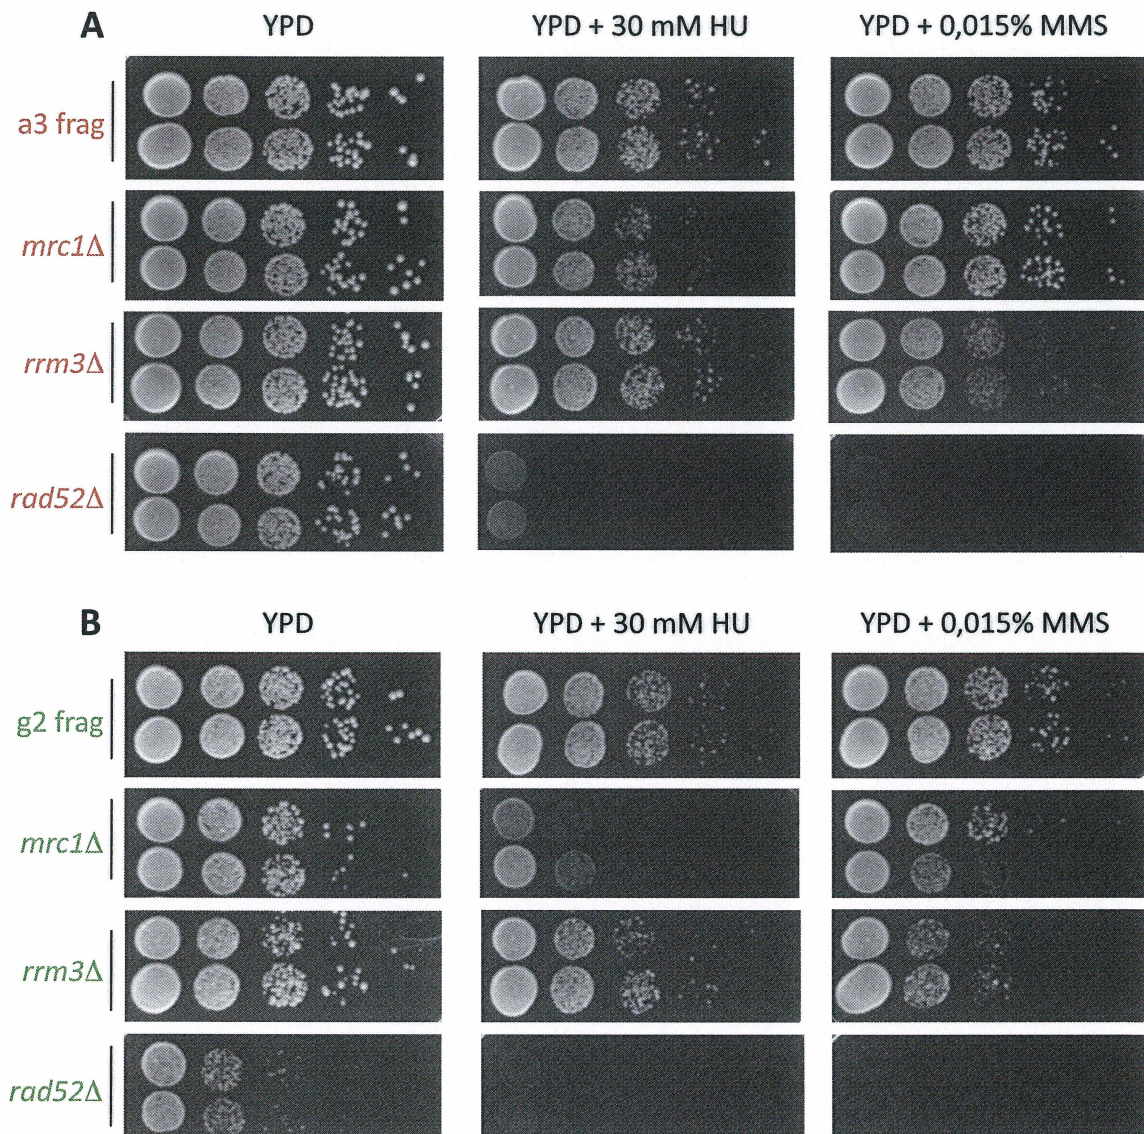 A YPD YPD + 30 mM HU YPD + 0,015% MMS
a3 frag
mrc1Δ
rrm3Δ
rad52Δ
B YPD YPD + 30 mM HU YPD + 0,015% MMS
g2 frag
mrc1Δ
rrm3Δ
rad52Δ